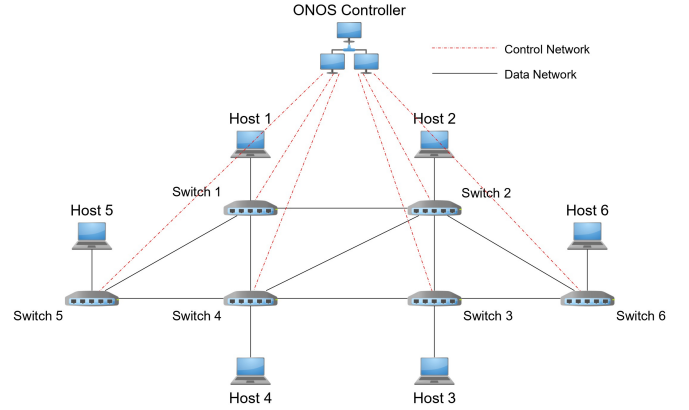 ONOS Controller
Control Network
Data Network
Host 1
Host 2
Switch 1
Switch 2
Host 5
Host 6
Switch 5
Switch 4
Switch 3
Switch 6
Host 4
Host 3